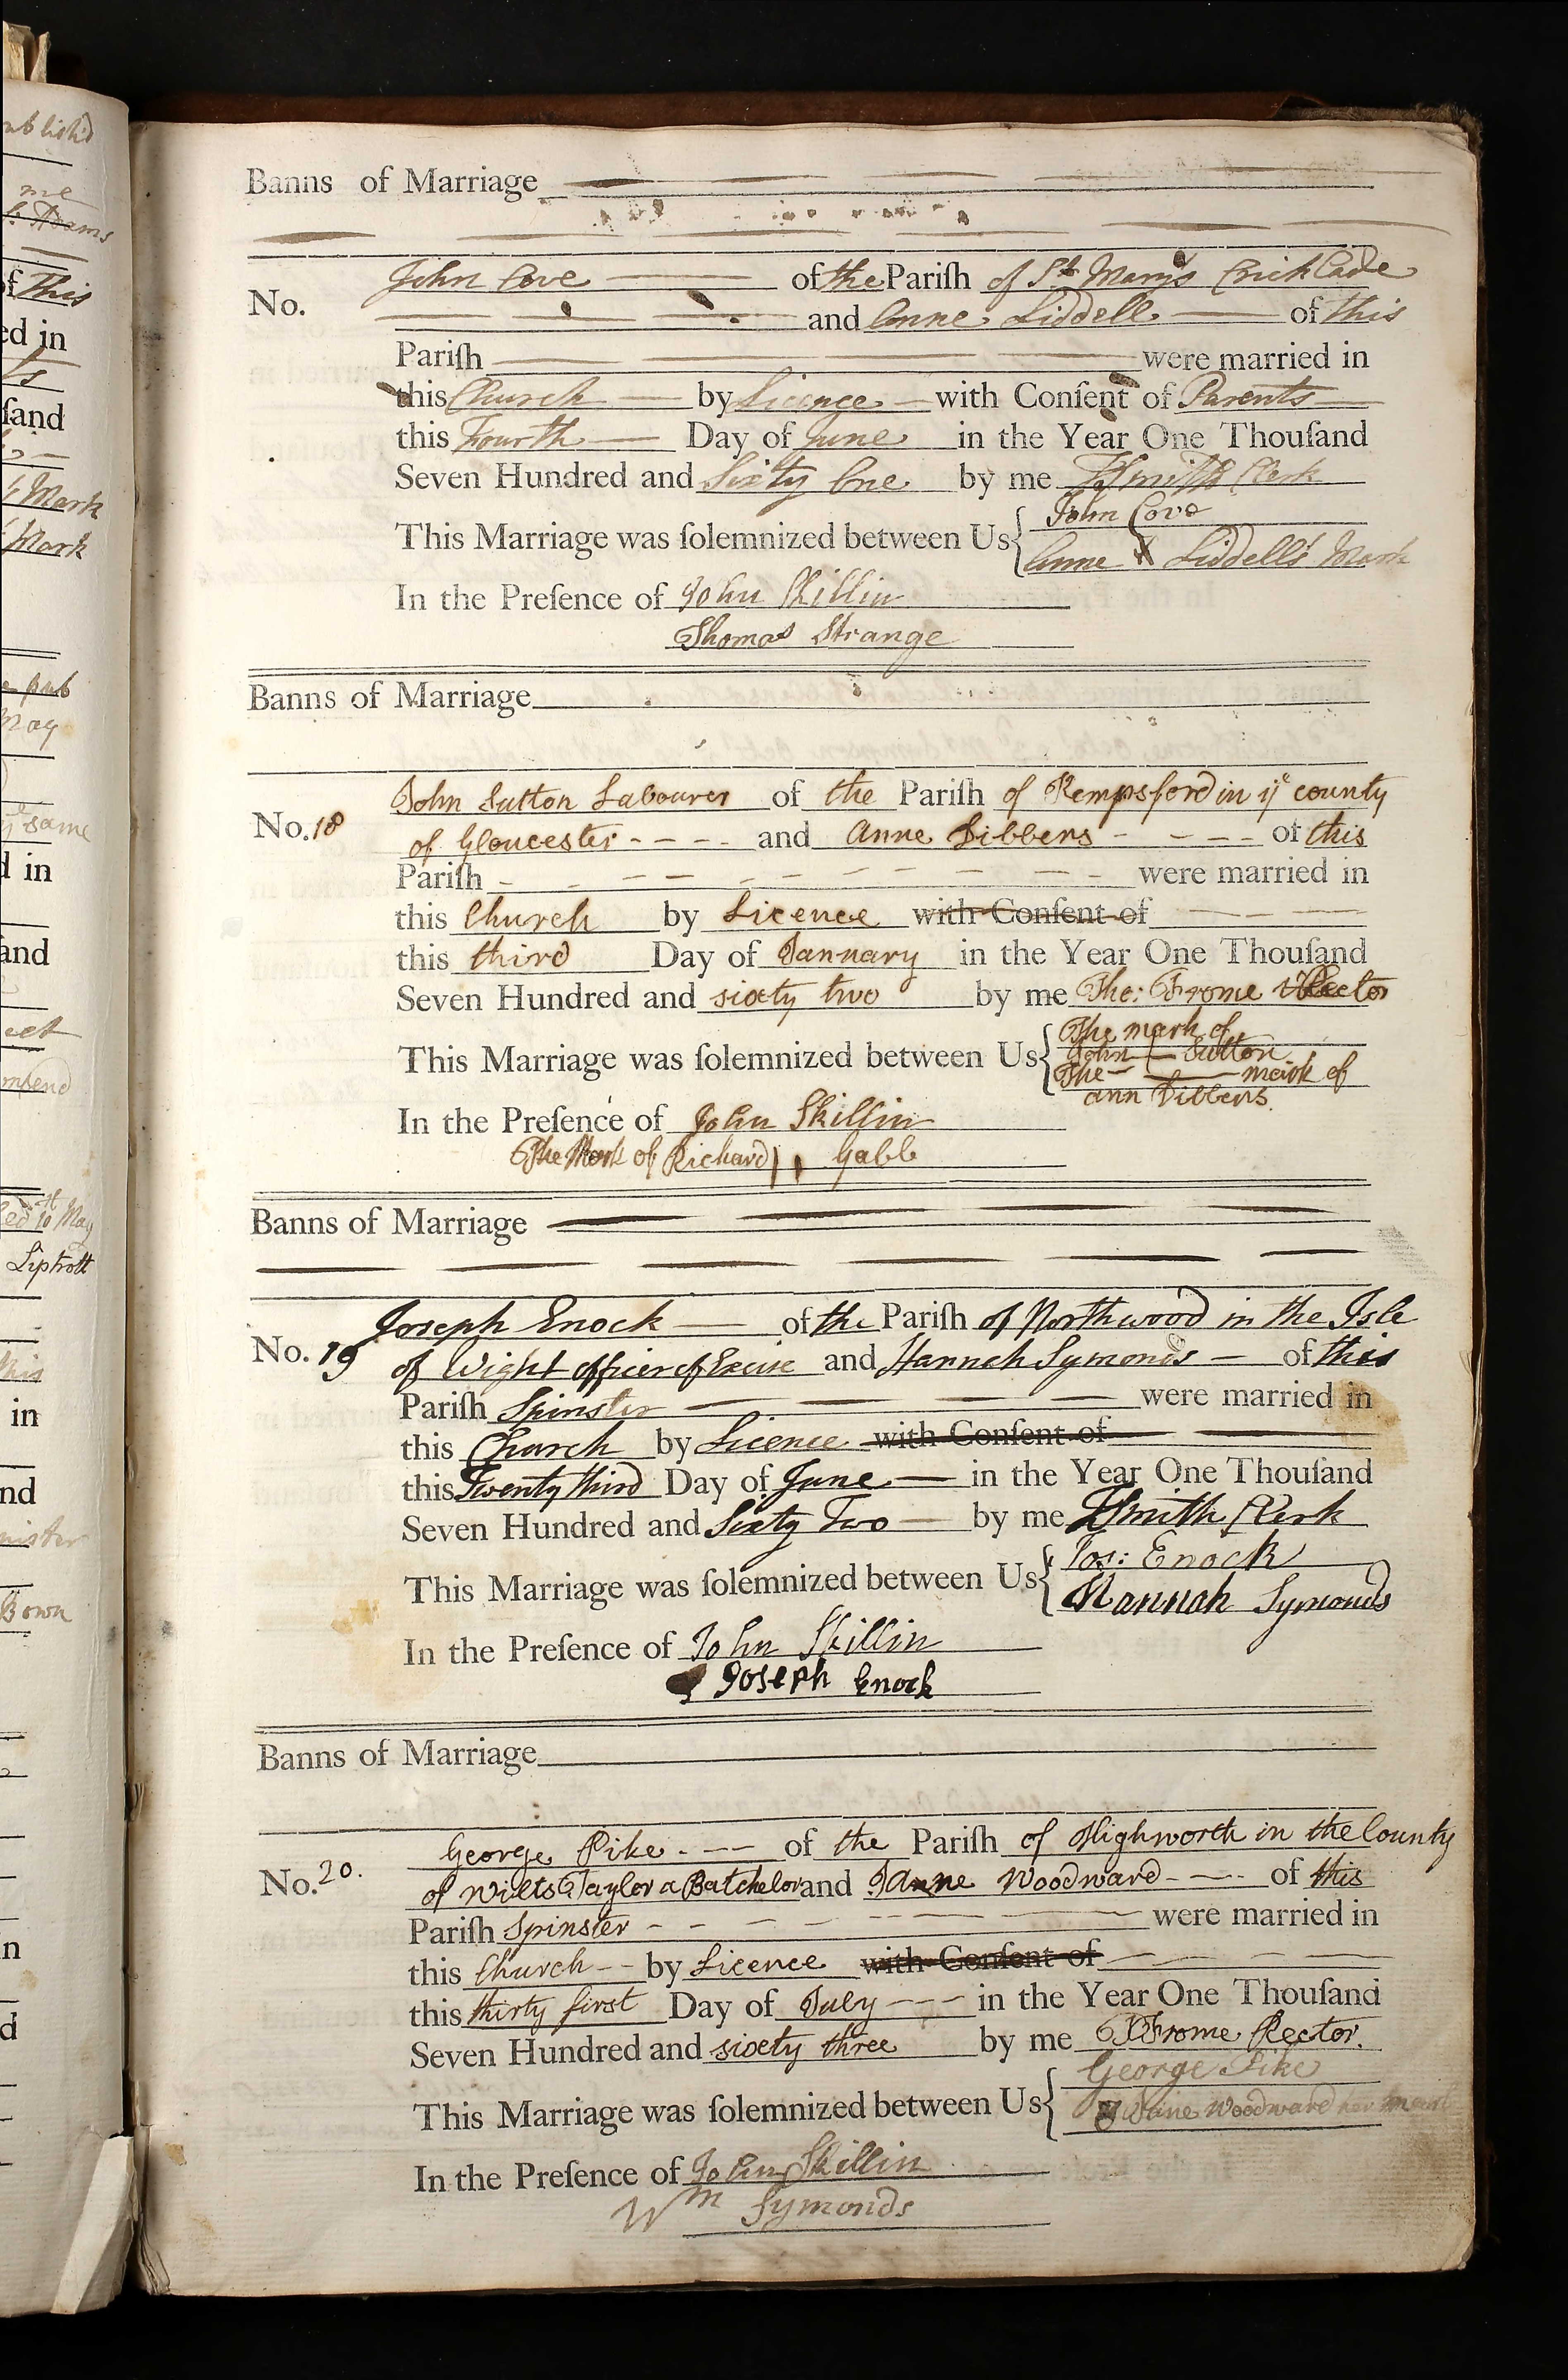 Banns of Marriage
No. John Cove of the Pariſh of St. Marys Cricklade
and Anne Liddell of this
Pariſh were married in
this Church by Licence with Conſent of Parents
this Fourth Day of June in the Year One Thouſand
Seven Hundred and Sixty One by me Smith Clerk
This Marriage was ſolemnized between Us { John Cove
Anne X Liddell's Mark
In the Preſence of John Skillin
Thomas Strange
Banns of Marriage
No. 18 John Sutton Labourer of the Pariſh of Kempsford in ye county
of Gloucester and Anne Dibbens of this
Pariſh were married in
this Church by Licence with Conſent of
this third Day of January in the Year One Thouſand
Seven Hundred and sixty two by me Tho: Frome Rector
This Marriage was ſolemnized between Us { The mark of
John Sutton
The mark of
ann Dibbens
In the Preſence of John Skillin
The Mark of Richard Gabb
Banns of Marriage
No. 19 Joseph Enock of the Pariſh of Northwood in the Isle
of Wight officer of Excise and Hannah Symonds of this
Pariſh Spinster were married in
this Church by Licence with Conſent of
this Twenty third Day of June in the Year One Thouſand
Seven Hundred and Sixty Two by me Smith Clerk
This Marriage was ſolemnized between Us { Jos: Enock
Hannah Symonds
In the Preſence of John Skillin
Joseph Enock
Banns of Marriage
No. 20. George Pike of the Pariſh of Highworth in the County
of Wilts Taylor a Batchelor and Jane Woodward of this
Pariſh Spinster were married in
this Church by Licence with Conſent of
this thirty first Day of July in the Year One Thouſand
Seven Hundred and sixty three by me T Frome Rector.
This Marriage was ſolemnized between Us { George Pike
Jane Woodward her mark
In the Preſence of John Skillin
Wm Symonds